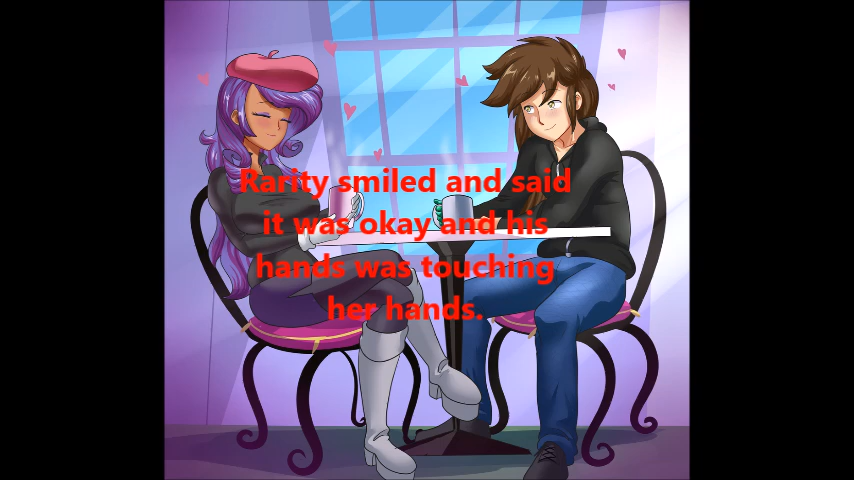 Rarity smiled and said
it was okay and his
hands was touching
her hands.